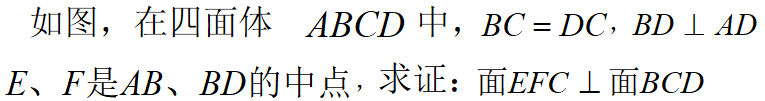 如图，在四面体 ABCD 中，BC = DC，BD ⊥ AD
E、F是AB、BD的中点，求证：面EFC ⊥ 面BCD